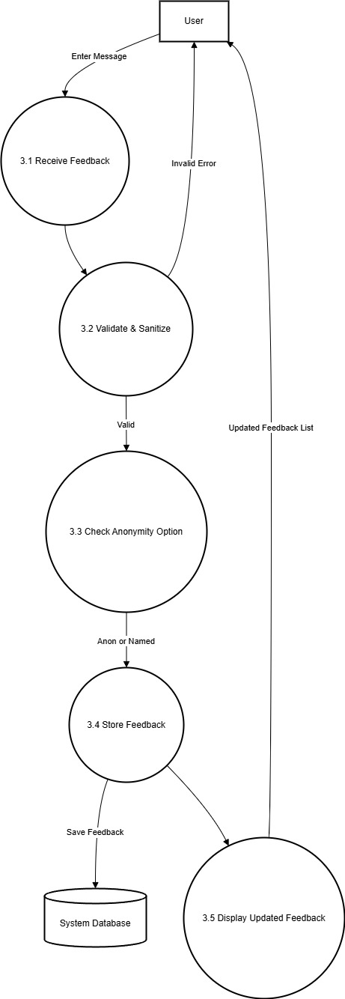 User
Enter Message
3.1 Receive Feedback
Invalid Error
3.2 Validate & Sanitize
Valid
Updated Feedback List
3.3 Check Anonymity Option
Anon or Named
3.4 Store Feedback
Save Feedback
System Database
3.5 Display Updated Feedback